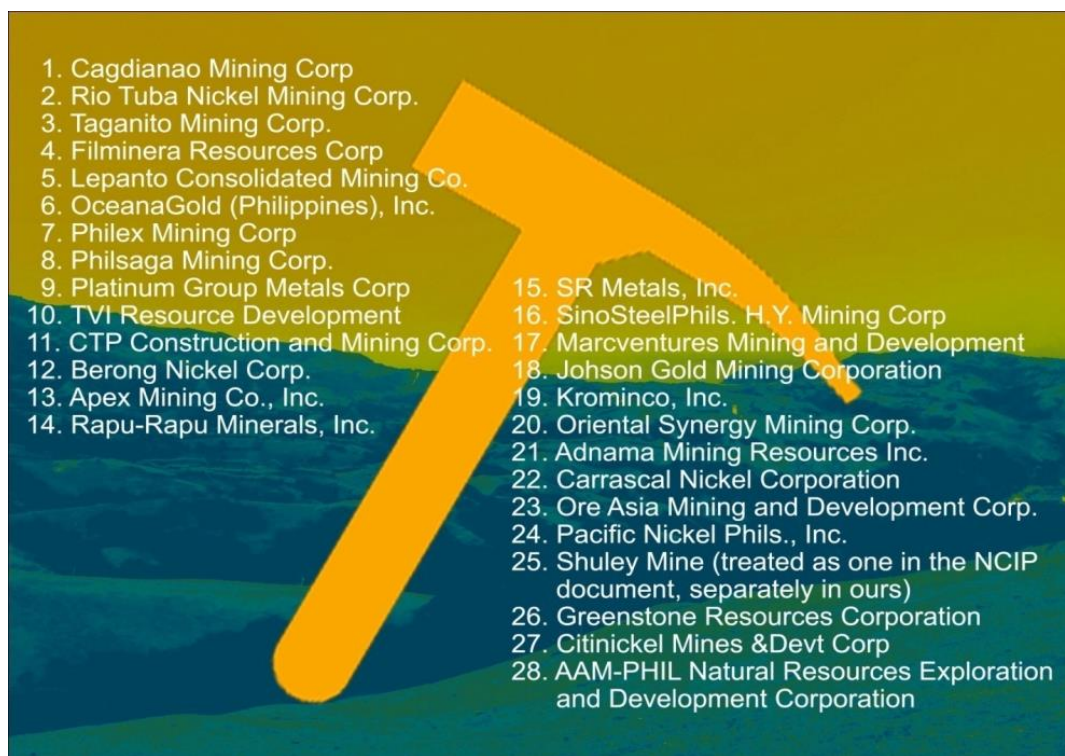 1. Cagdianao Mining Corp
2. Rio Tuba Nickel Mining Corp.
3. Taganito Mining Corp.
4. Filminera Resources Corp
5. Lepanto Consolidated Mining Co.
6. OceanaGold (Philippines), Inc.
7. Philex Mining Corp
8. Philsaga Mining Corp.
9. Platinum Group Metals Corp
10. TVI Resource Development
11. CTP Construction and Mining Corp.
12. Berong Nickel Corp.
13. Apex Mining Co., Inc.
14. Rapu-Rapu Minerals, Inc.
15. SR Metals, Inc.
16. SinoSteelPhils. H.Y. Mining Corp
17. Marcventures Mining and Development
18. Johson Gold Mining Corporation
19. Krominco, Inc.
20. Oriental Synergy Mining Corp.
21. Adnama Mining Resources Inc.
22. Carrascal Nickel Corporation
23. Ore Asia Mining and Development Corp.
24. Pacific Nickel Phils., Inc.
25. Shuley Mine (treated as one in the NCIP
document, separately in ours)
26. Greenstone Resources Corporation
27. Citinickel Mines &Devt Corp
28. AAM-PHIL Natural Resources Exploration
and Development Corporation